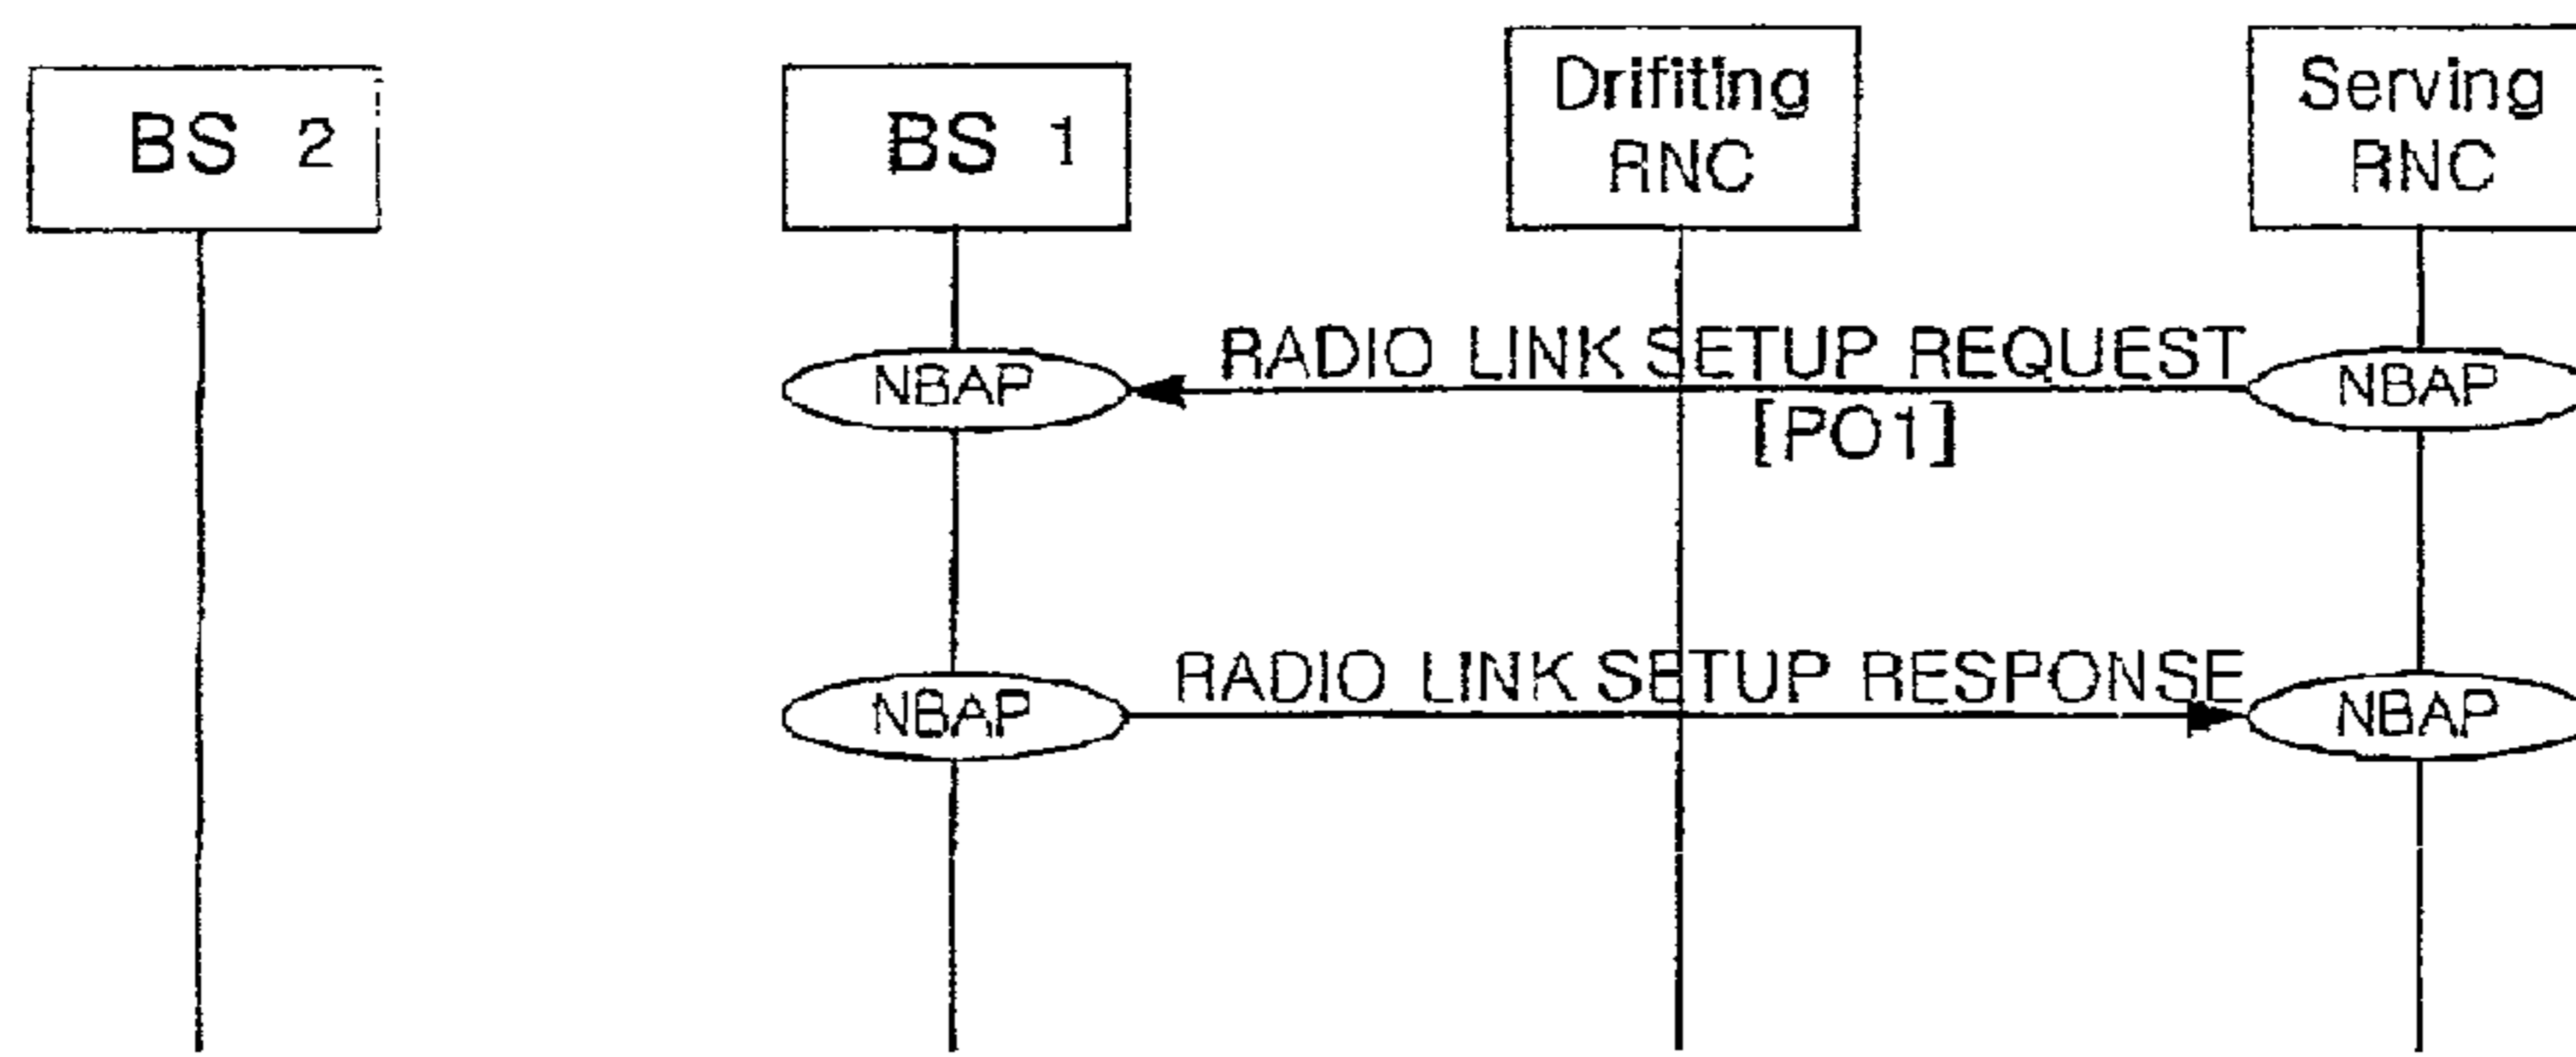 BS 2
BS 1
Drifiting
RNC
Serving
RNC
RADIO LINK SETUP REQUEST
NBAP
NBAP
[PO1]
RADIO LINK SETUP RESPONSE
NBAP
NBAP